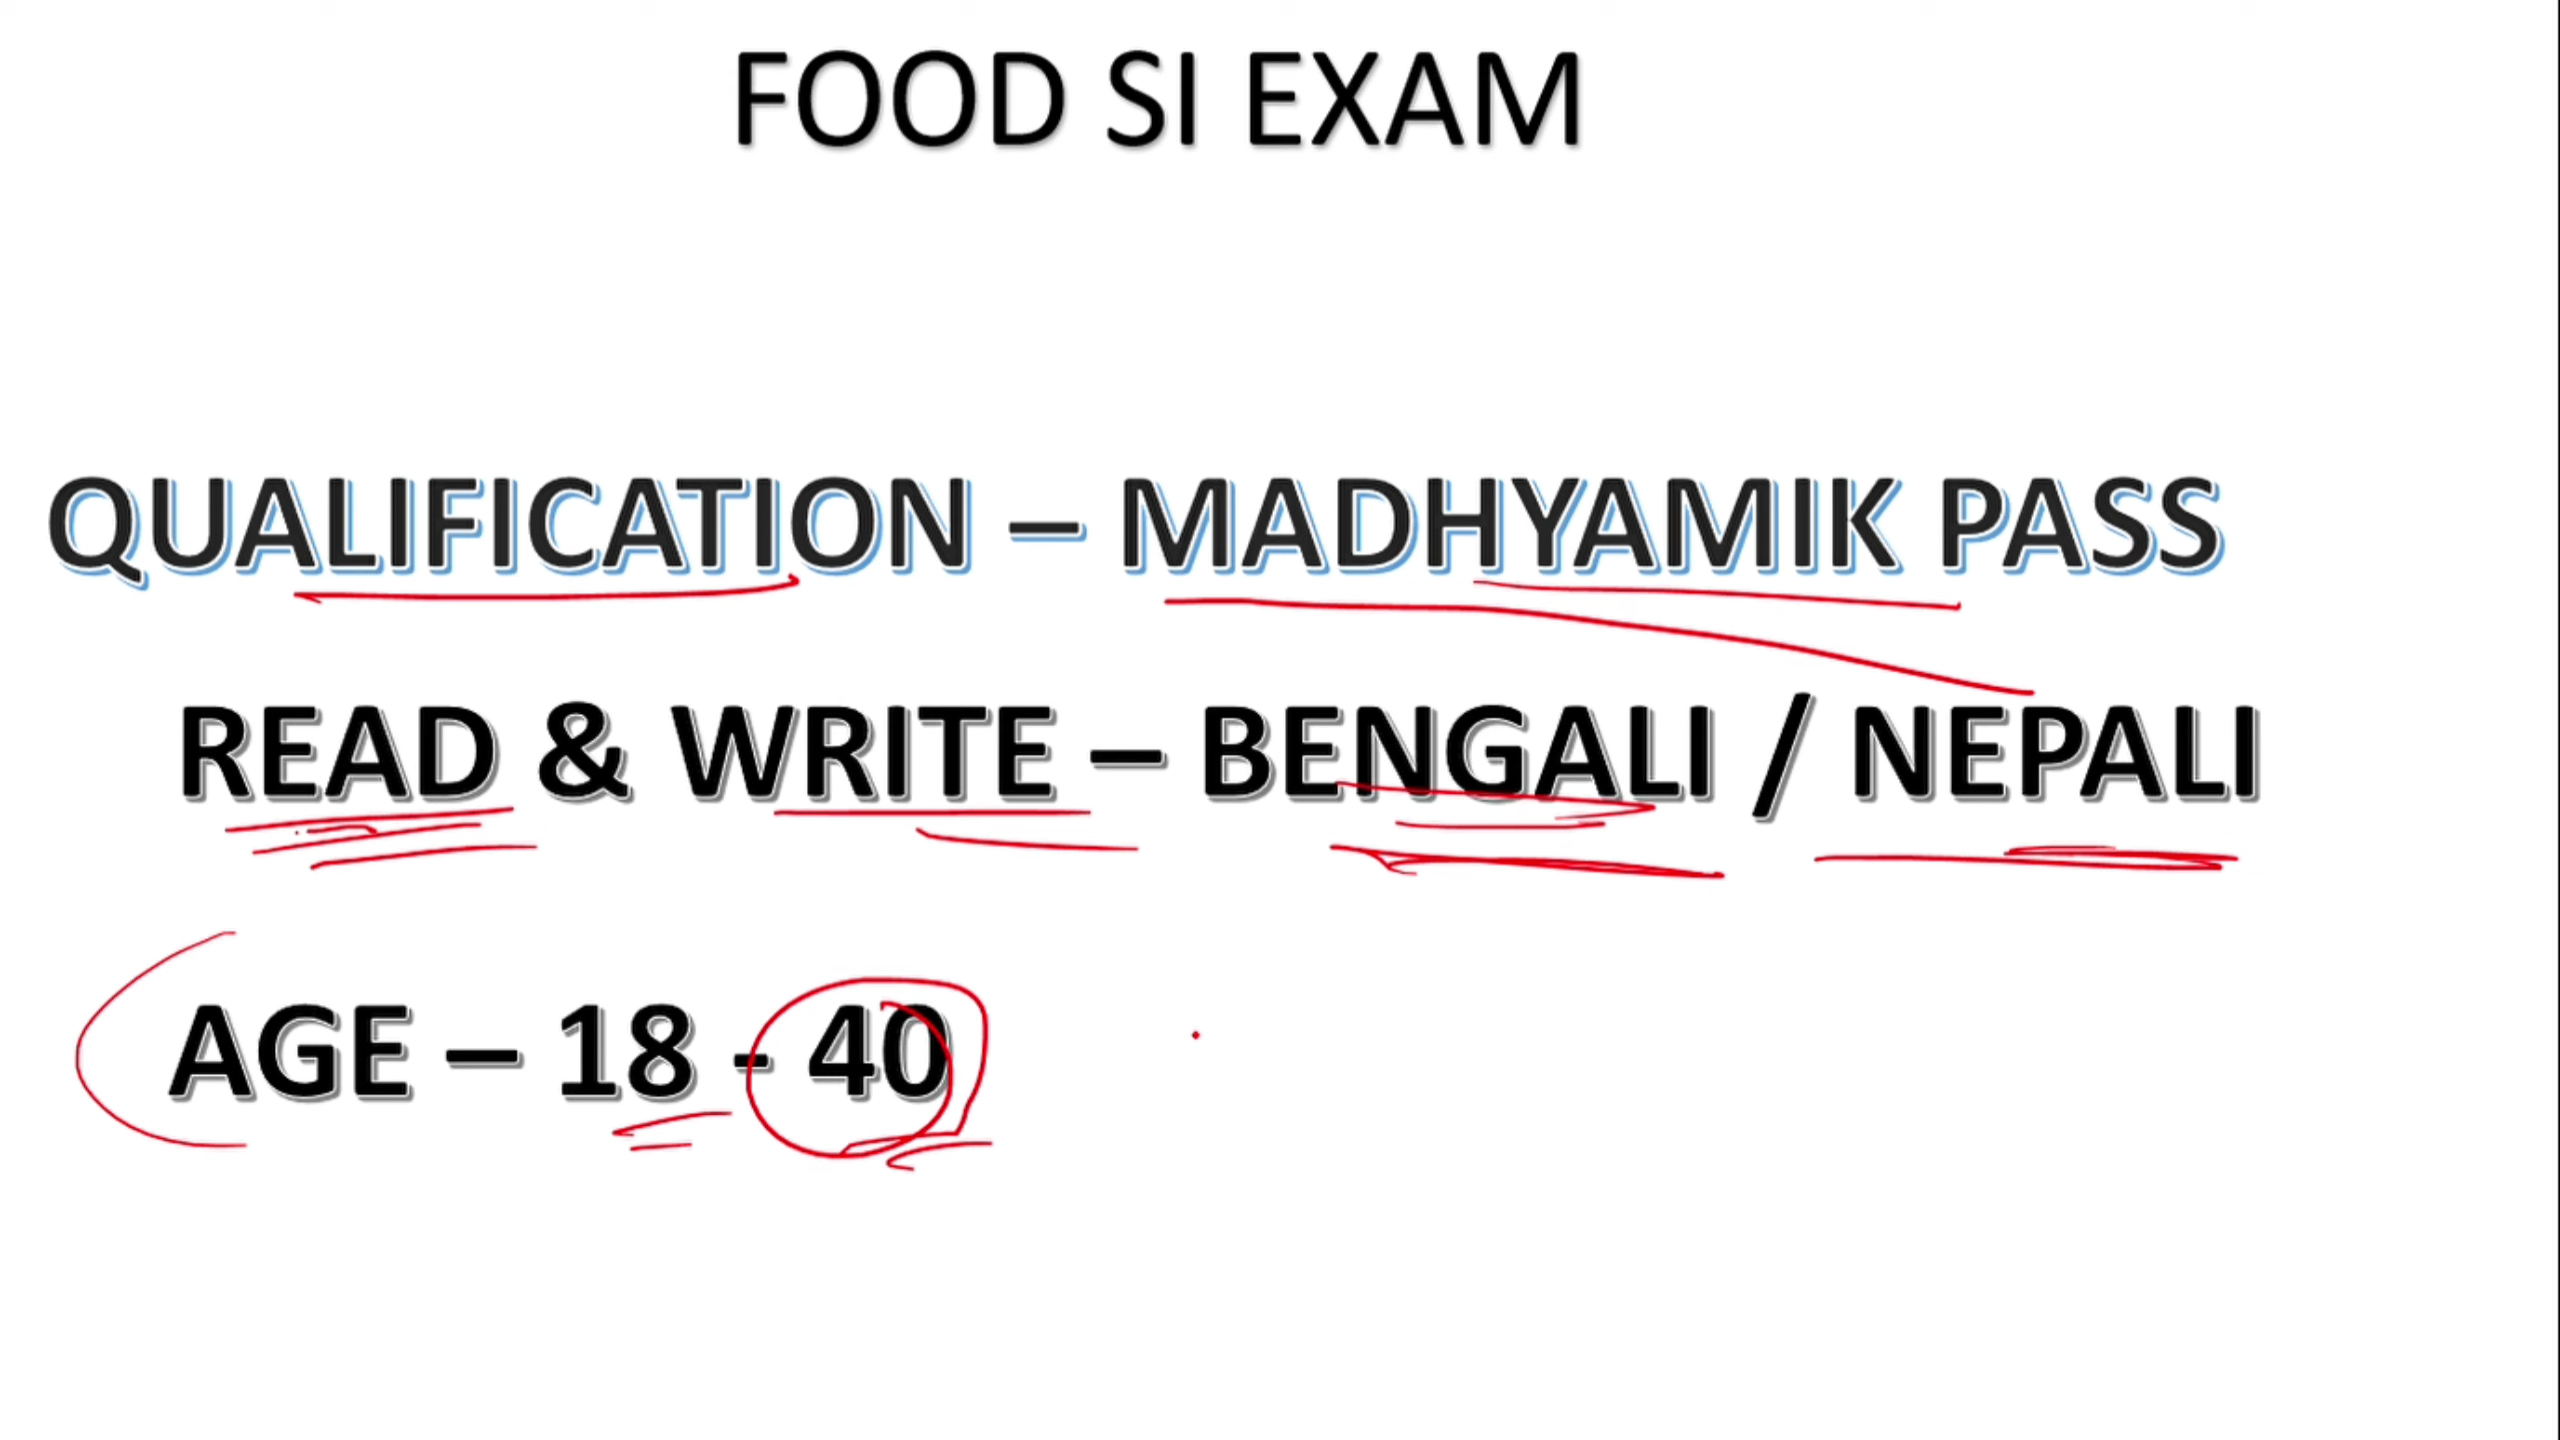 FOOD SI EXAM
QUALIFICATION – MADHYAMIK PASS
READ & WRITE – BENGALI / NEPALI
AGE – 18 - 40